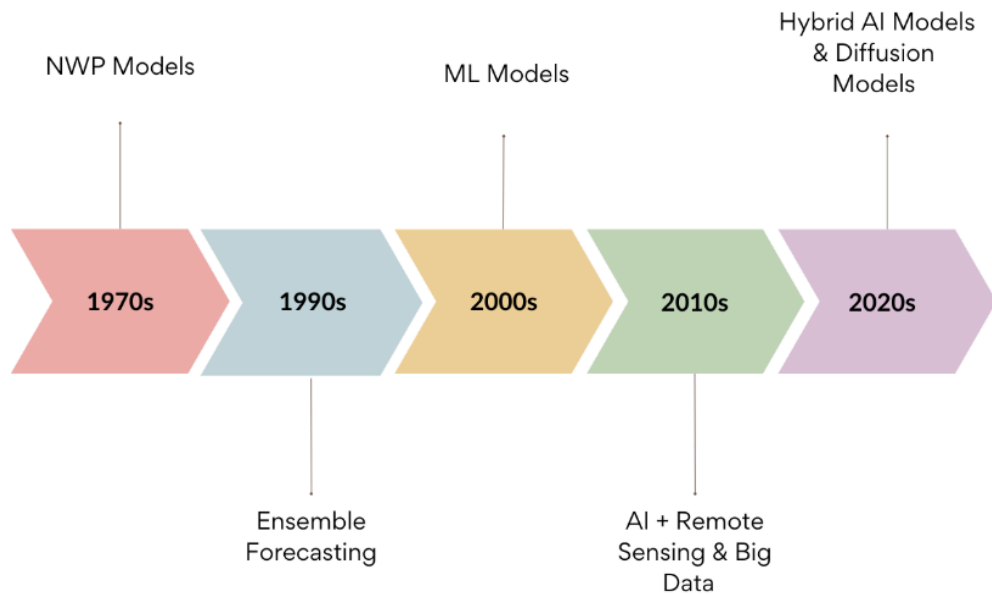 Hybrid AI Models
& Diffusion
Models
NWP Models
ML Models
1970s
1990s
2000s
2010s
2020s
Ensemble
Forecasting
AI + Remote
Sensing & Big
Data